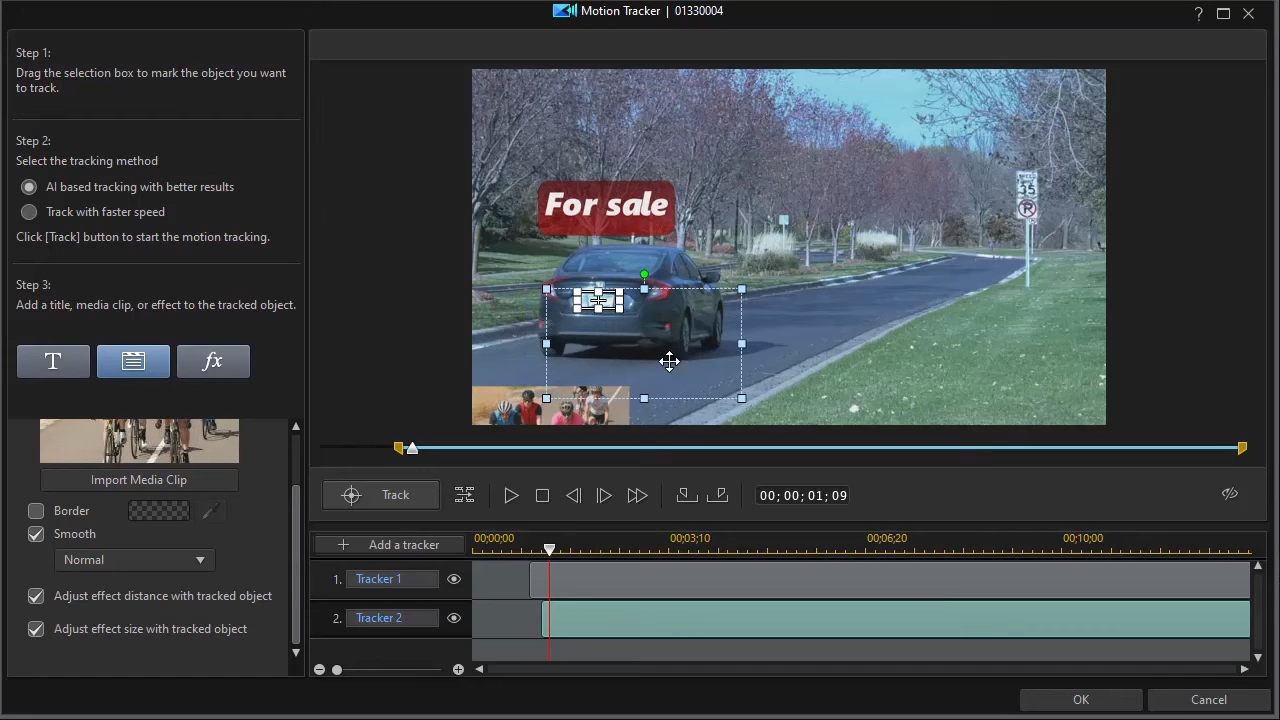 Motion Tracker | 01330004
?
Step 1:
Drag the selection box to mark the object you want
to track.
Step 2:
Select the tracking method
AI based tracking with better results
Track with faster speed
Click [Track] button to start the motion tracking.
Step 3:
Add a title, media clip, or effect to the tracked object.
T
fx
Import Media Clip
Border
Smooth
Normal
Adjust effect distance with tracked object
Adjust effect size with tracked object
For sale
35
P
Track
00; 00; 01; 09
Add a tracker
00;00;00
00;03;10
00;06;20
00;10;00
1. Tracker 1
2. Tracker 2
OK
Cancel